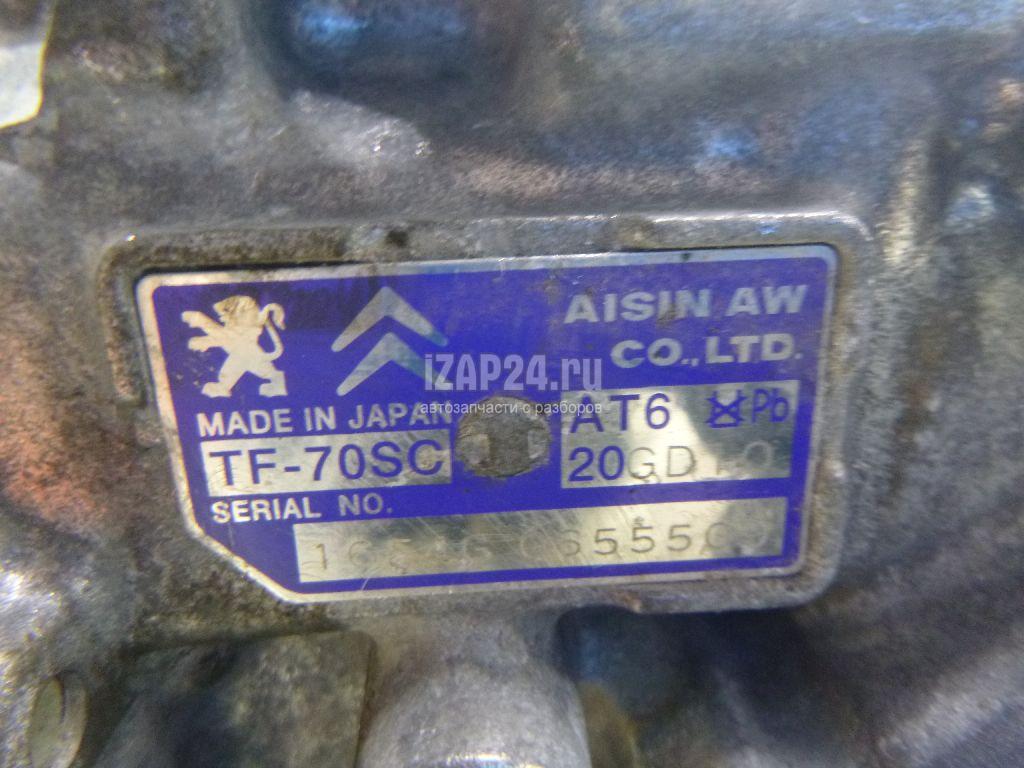 AISIN AW
CO.,LTD.
iZAP24.ru
автозапчасти с разборов
MADE IN JAPAN
AT6 Pb
TF-70SC
SERIAL NO.